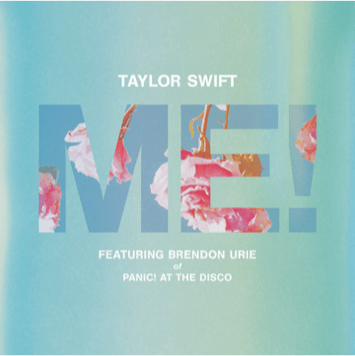 TAYLOR SWIFT
ME!
FEATURING BRENDON URIE
of
PANIC! AT THE DISCO